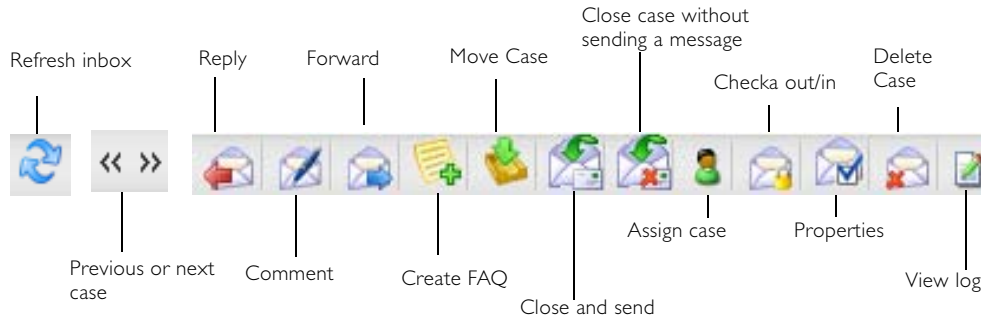 Close case without
sending a message
Refresh inbox
Reply
Forward
Move Case
Checka out/in
Delete
Case
Assign case
Properties
Previous or next
case
Comment
Create FAQ
View log
Close and send